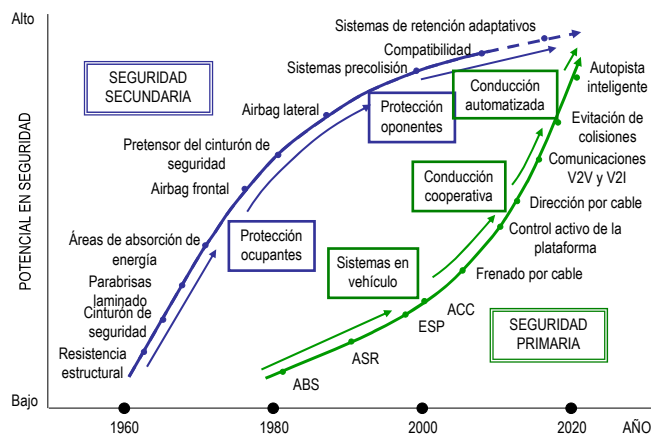 Alto
Sistemas de retención adaptativos
Compatibilidad
Sistemas precolisión
SEGURIDAD
SECUNDARIA
Autopista
inteligente
Conducción
automatizada
Protección
oponentes
Airbag lateral
Evitación de
colisiones
Pretensor del cinturón de
seguridad
Comunicaciones
V2V y V2I
Airbag frontal
Conducción
cooperativa
Dirección por cable
Áreas de absorción de
energía
Protección
ocupantes
Control activo de la
plataforma
Sistemas en
vehículo
Frenado por cable
Parabrisas
laminado
Cinturón de
seguridad
ACC
ESP
SEGURIDAD
PRIMARIA
Resistencia
estructural
ASR
ABS
POTENCIAL EN SEGURIDAD
Bajo
1960
1980
2000
2020
AÑO